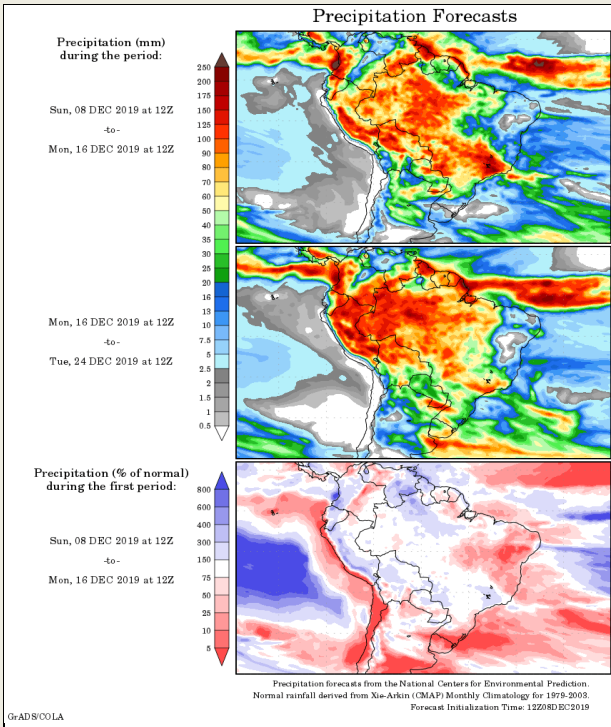 Precipitation Forecasts
Precipitation (mm)
during the period:
Sun, 08 DEC 2019 at 12Z
-to-
Mon, 16 DEC 2019 at 12Z
250
200
175
150
125
100
90
80
70
60
50
40
35
30
25
20
16
13
10
7.5
5
2.5
2
1.5
1
0.5
Mon, 16 DEC 2019 at 12Z
-to-
Tue, 24 DEC 2019 at 12Z
Precipitation (% of normal)
during the first period:
Sun, 08 DEC 2019 at 12Z
-to-
Mon, 16 DEC 2019 at 12Z
800
600
400
300
150
75
50
25
10
5
Precipitation forecasts from the National Centers for Environmental Prediction.
Normal rainfall derived from Xie-Arkin (CMAP) Monthly Climatology for 1979-2003.
Forecast Initialization Time: 12Z08DEC2019
GrADS/COLA